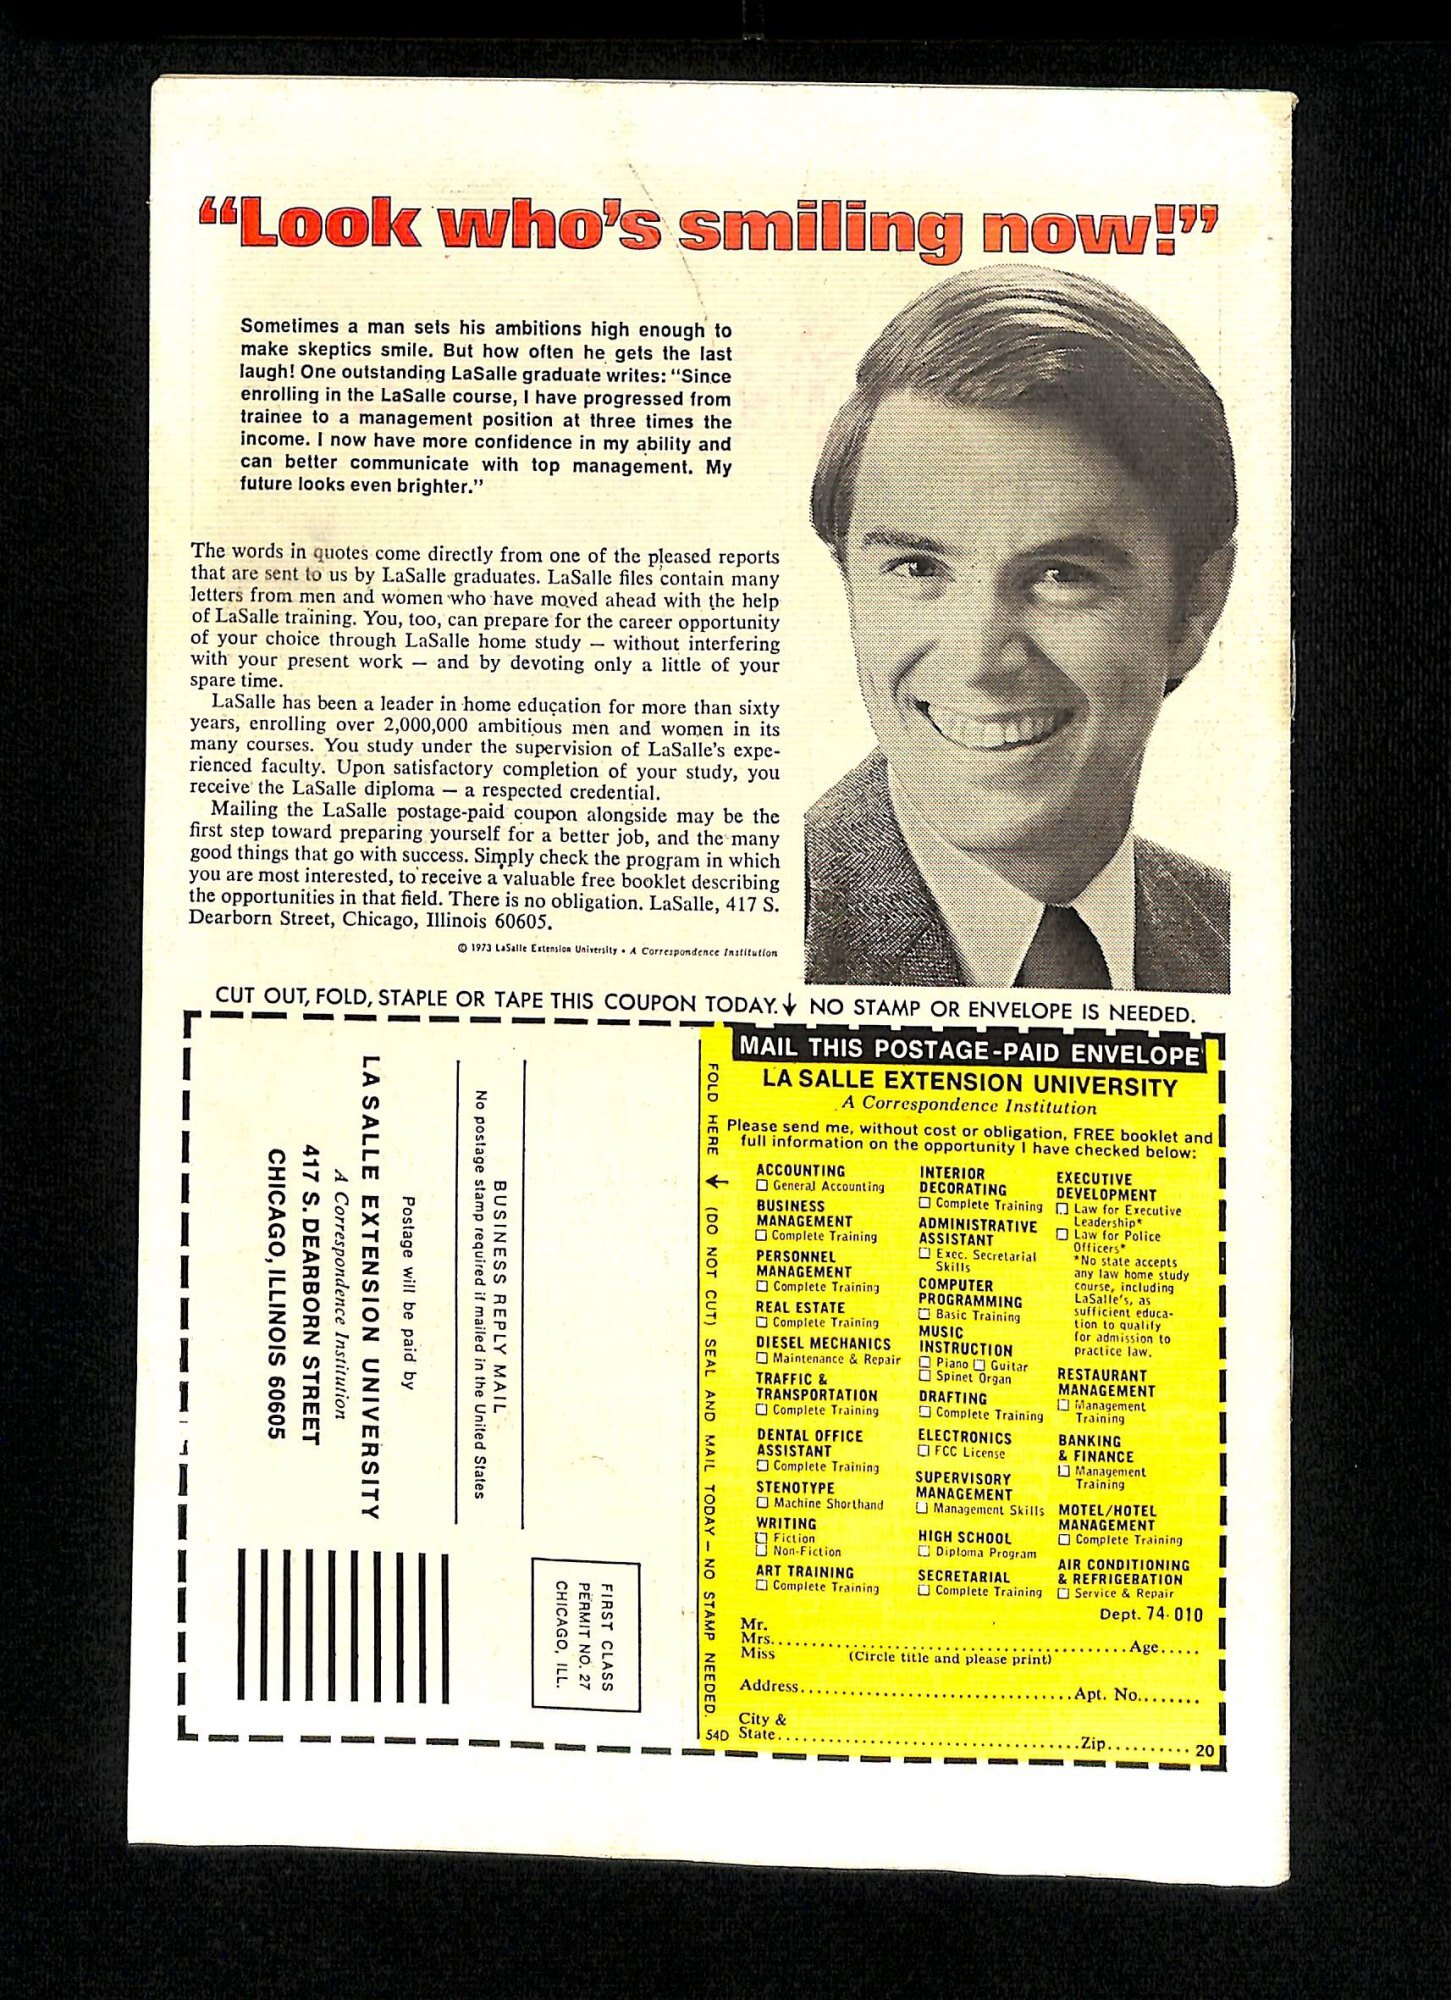 “Look who’s smiling now!”
Sometimes a man sets his ambitions high enough to
make skeptics smile. But how often he gets the last
laugh! One outstanding LaSalle graduate writes: “Since
enrolling in the LaSalle course, I have progressed from
trainee to a management position at three times the
income. I now have more confidence in my ability and
can better communicate with top management. My
future looks even brighter.”
The words in quotes come directly from one of the pleased reports
that are sent to us by LaSalle graduates. LaSalle files contain many
letters from men and women who have moved ahead with the help
of LaSalle training. You, too, can prepare for the career opportunity
of your choice through LaSalle home study — without interfering
with your present work — and by devoting only a little of your
spare time.
LaSalle has been a leader in home education for more than sixty
years, enrolling over 2,000,000 ambitious men and women in its
many courses. You study under the supervision of LaSalle’s expe-
rienced faculty. Upon satisfactory completion of your study, you
receive the LaSalle diploma — a respected credential.
Mailing the LaSalle postage-paid coupon alongside may be the
first step toward preparing yourself for a better job, and the many
good things that go with success. Simply check the program in which
you are most interested, to receive a valuable free booklet describing
the opportunities in that field. There is no obligation. LaSalle, 417 S.
Dearborn Street, Chicago, Illinois 60605.
© 1973 LaSalle Extension University • A Correspondence Institution
CUT OUT, FOLD, STAPLE OR TAPE THIS COUPON TODAY. ↓ NO STAMP OR ENVELOPE IS NEEDED.
FIRST CLASS
PERMIT NO. 27
CHICAGO, ILL.
BUSINESS REPLY MAIL
No postage stamp required if mailed in the United States
Postage will be paid by
LA SALLE EXTENSION UNIVERSITY
A Correspondence Institution
417 S. DEARBORN STREET
CHICAGO, ILLINOIS 60605
FOLD HERE ↓ (DO NOT CUT) SEAL AND MAIL TODAY — NO STAMP NEEDED.
54D
MAIL THIS POSTAGE-PAID ENVELOPE
LA SALLE EXTENSION UNIVERSITY
A Correspondence Institution
Please send me, without cost or obligation, FREE booklet and
full information on the opportunity I have checked below:
ACCOUNTING
☐ General Accounting
BUSINESS
MANAGEMENT
☐ Complete Training
PERSONNEL
MANAGEMENT
☐ Complete Training
REAL ESTATE
☐ Complete Training
DIESEL MECHANICS
☐ Maintenance & Repair
TRAFFIC &
TRANSPORTATION
☐ Complete Training
DENTAL OFFICE
ASSISTANT
☐ Complete Training
STENOTYPE
☐ Machine Shorthand
WRITING
☐ Fiction
☐ Non-Fiction
ART TRAINING
☐ Complete Training
INTERIOR
DECORATING
☐ Complete Training
ADMINISTRATIVE
ASSISTANT
☐ Exec. Secretarial
Skills
COMPUTER
PROGRAMMING
☐ Basic Training
MUSIC
INSTRUCTION
☐ Piano ☐ Guitar
☐ Spinet Organ
DRAFTING
☐ Complete Training
ELECTRONICS
☐ FCC License
SUPERVISORY
MANAGEMENT
☐ Management Skills
HIGH SCHOOL
☐ Diploma Program
SECRETARIAL
☐ Complete Training
EXECUTIVE
DEVELOPMENT
☐ Law for Executive
Leadership*
☐ Law for Police
Officers*
*No state accepts
any law home study
course, including
LaSalle's, as
sufficient educa-
tion to qualify
for admission to
practice law.
RESTAURANT
MANAGEMENT
☐ Management
Training
BANKING
& FINANCE
☐ Management
Training
MOTEL/HOTEL
MANAGEMENT
☐ Complete Training
AIR CONDITIONING
& REFRIGERATION
☐ Service & Repair
Dept. 74-010
Mr.
Mrs. ........ Age .....
Miss (Circle title and please print)
Address ........ Apt. No. ........
City &
State ........ Zip .......... 20